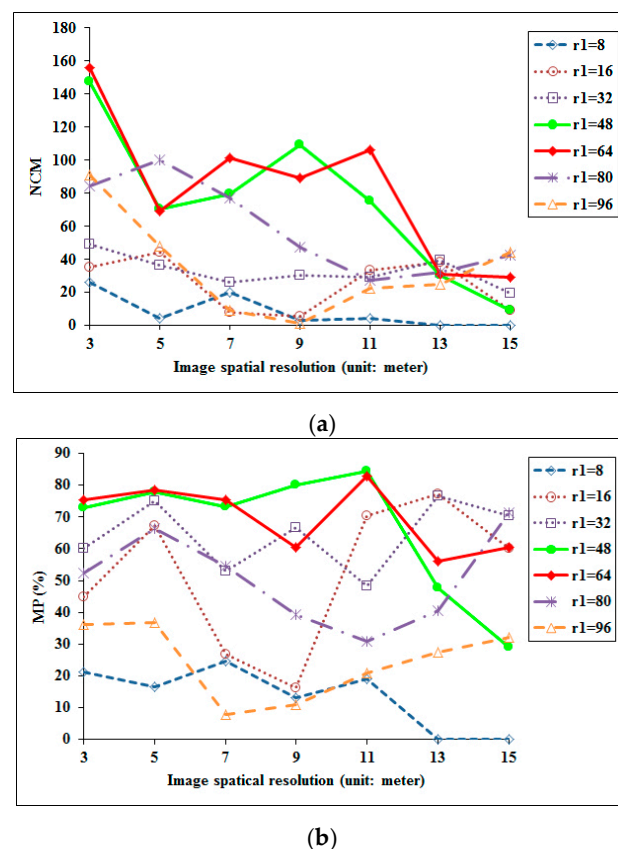 180
160
140
120
100
80
60
40
20
0
NCM
3 5 7 9 11 13 15
Image spatial resolution (unit: meter)
r1=8
r1=16
r1=32
r1=48
r1=64
r1=80
r1=96
(a)
90
80
70
60
50
40
30
20
10
0
MP (%)
3 5 7 9 11 13 15
Image spatical resolution (unit: meter)
r1=8
r1=16
r1=32
r1=48
r1=64
r1=80
r1=96
(b)